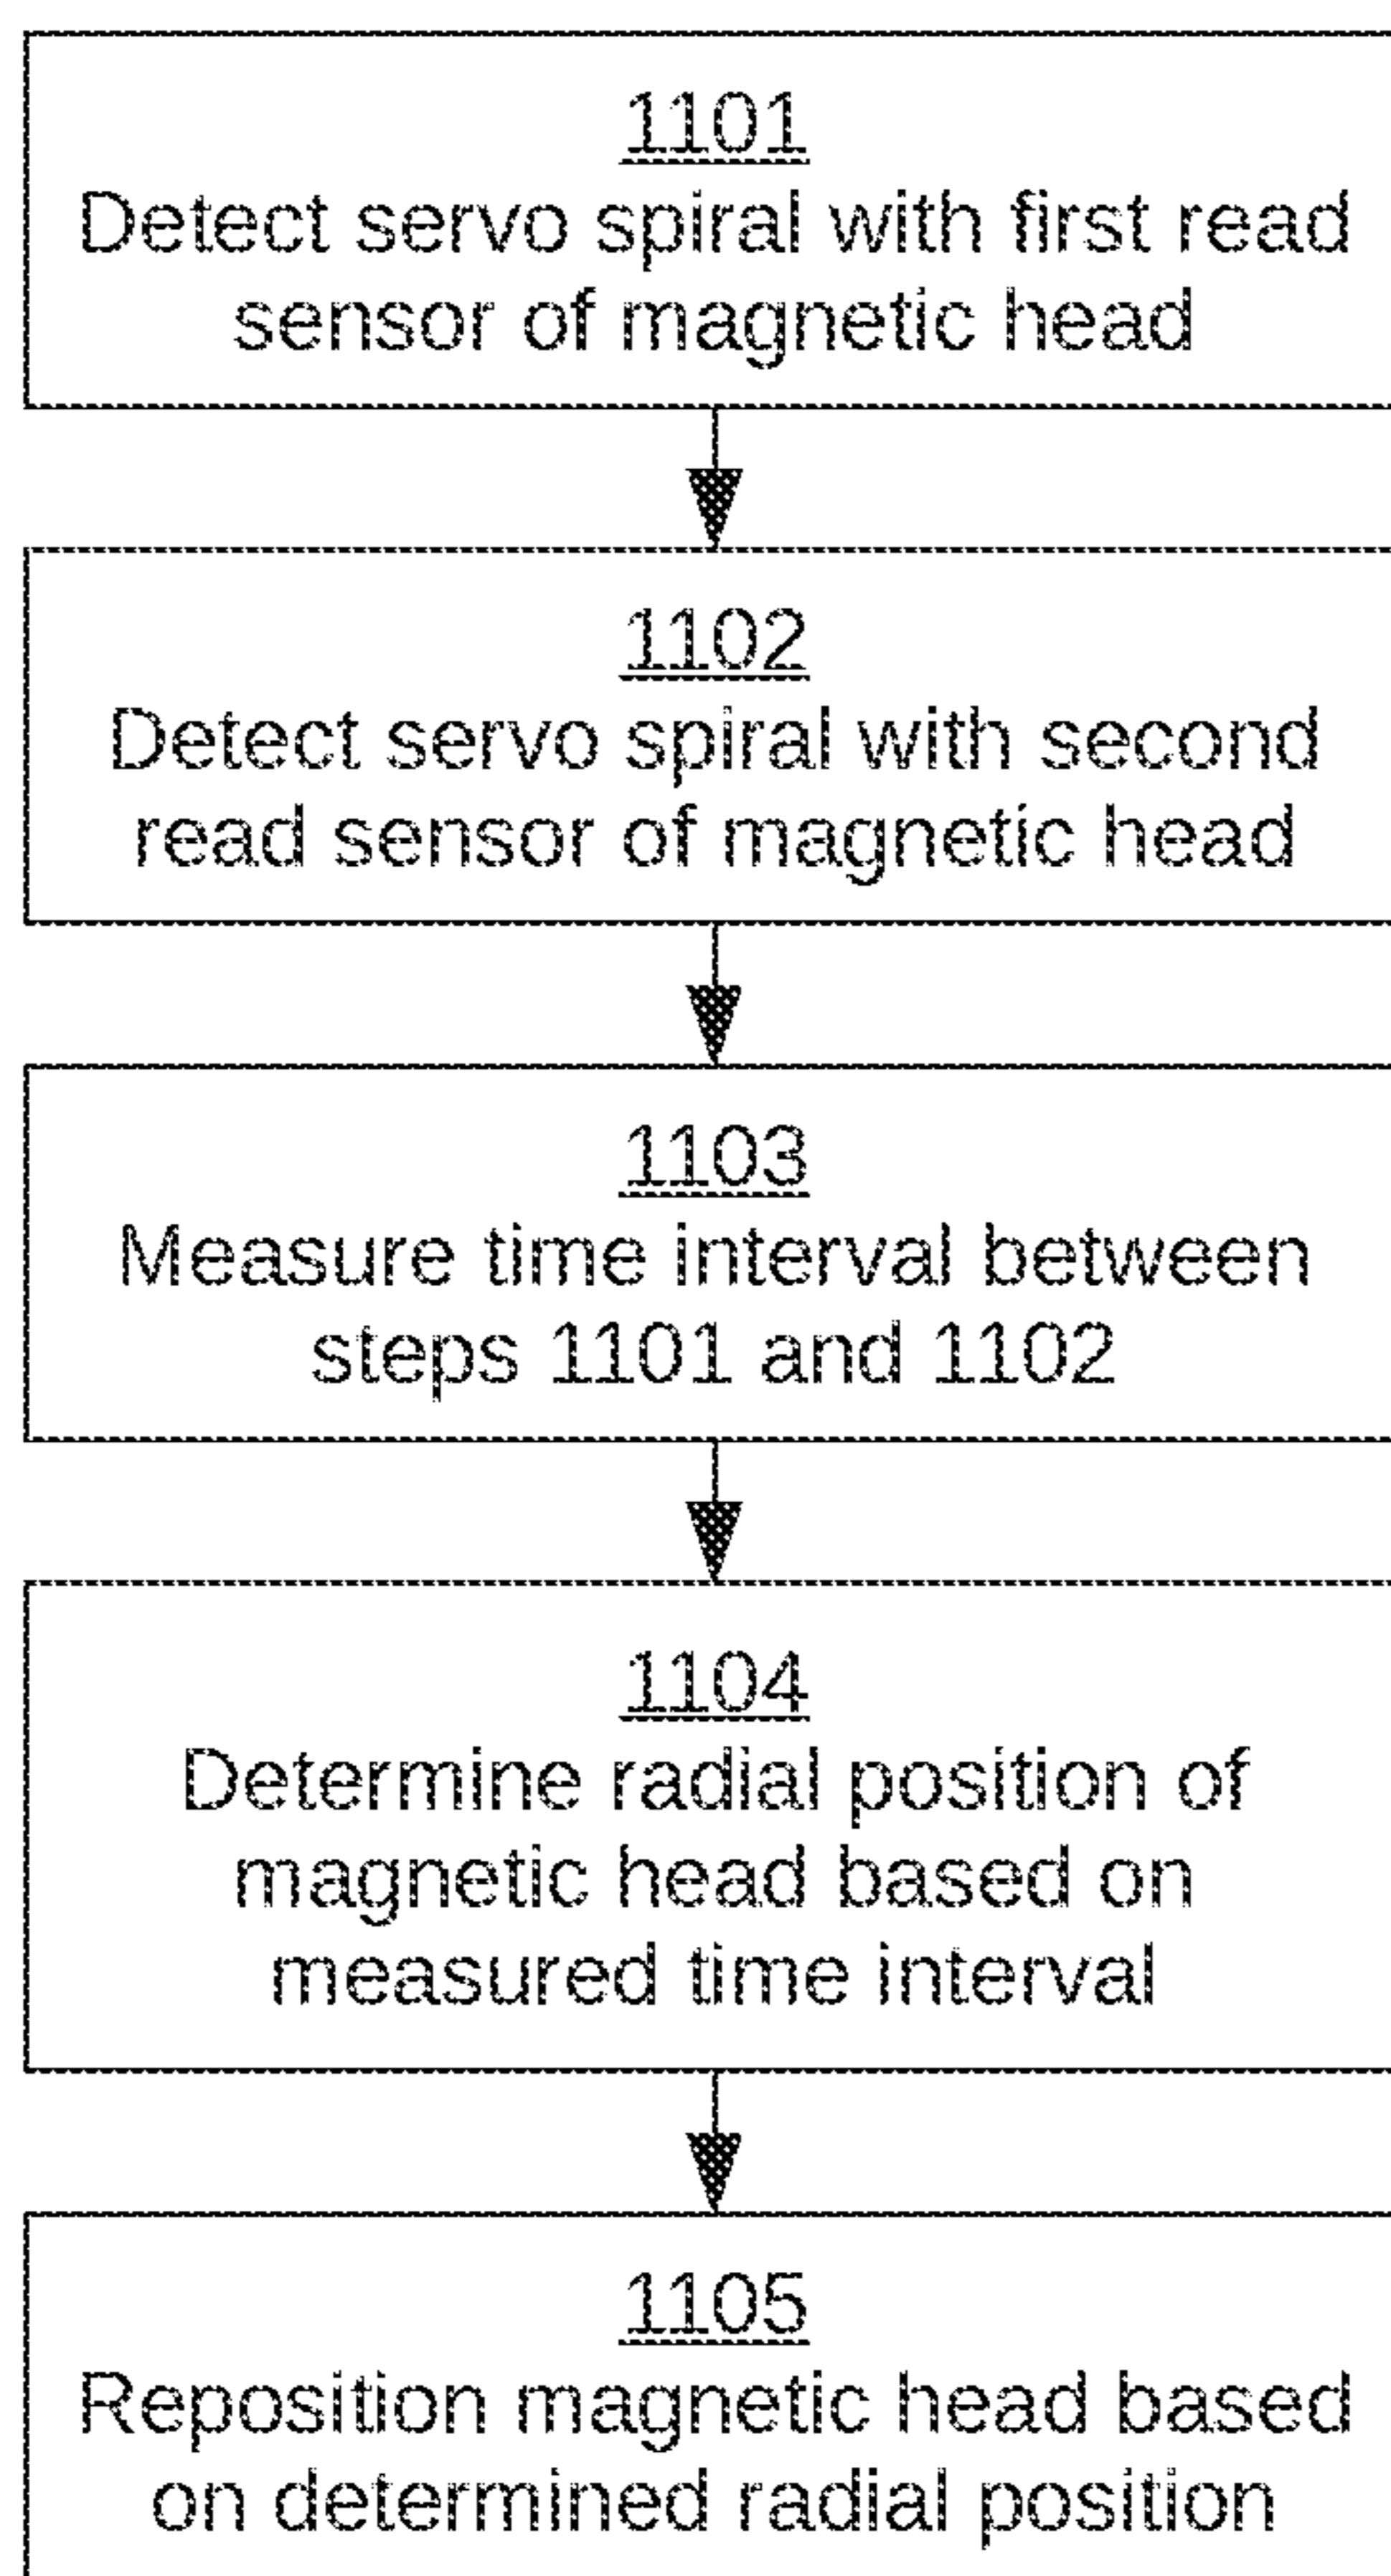 1101
Detect servo spiral with first read
sensor of magnetic head
1102
Detect servo spiral with second
read sensor of magnetic head
1103
Measure time interval between
steps 1101 and 1102
1104
Determine radial position of
magnetic head based on
measured time interval
1105
Reposition magnetic head based
on determined radial position